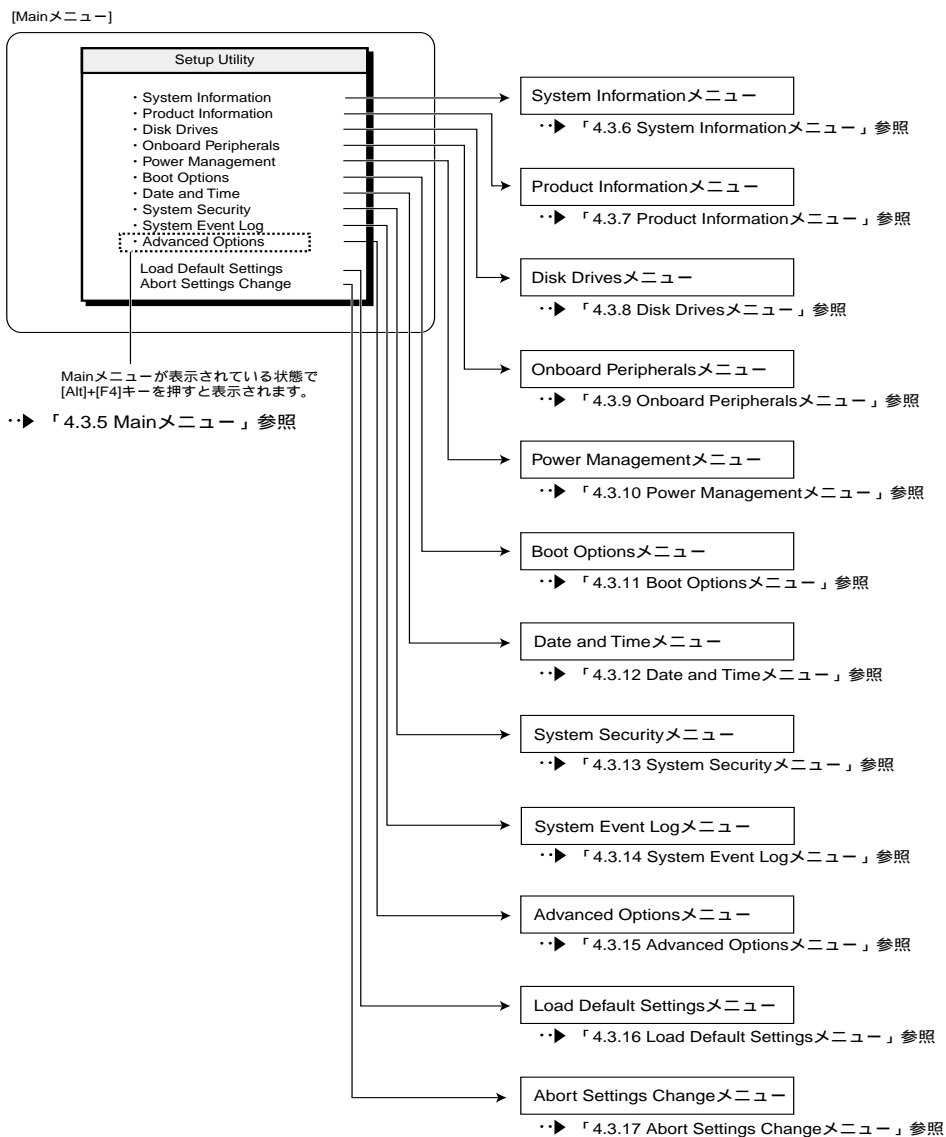 [Mainメニュー]
Setup Utility
・System Information
・Product Information
・Disk Drives
・Onboard Peripherals
・Power Management
・Boot Options
・Date and Time
・System Security
・System Event Log
・Advanced Options
Load Default Settings
Abort Settings Change
Mainメニューが表示されている状態で
[Alt]+[F4]キーを押すと表示されます。
「4.3.5 Mainメニュー」参照
System Informationメニュー
「4.3.6 System Informationメニュー」参照
Product Informationメニュー
「4.3.7 Product Informationメニュー」参照
Disk Drivesメニュー
「4.3.8 Disk Drivesメニュー」参照
Onboard Peripheralsメニュー
「4.3.9 Onboard Peripheralsメニュー」参照
Power Managementメニュー
「4.3.10 Power Managementメニュー」参照
Boot Optionsメニュー
「4.3.11 Boot Optionsメニュー」参照
Date and Timeメニュー
「4.3.12 Date and Timeメニュー」参照
System Securityメニュー
「4.3.13 System Securityメニュー」参照
System Event Logメニュー
「4.3.14 System Event Logメニュー」参照
Advanced Optionsメニュー
「4.3.15 Advanced Optionsメニュー」参照
Load Default Settingsメニュー
「4.3.16 Load Default Settingsメニュー」参照
Abort Settings Changeメニュー
「4.3.17 Abort Settings Changeメニュー」参照